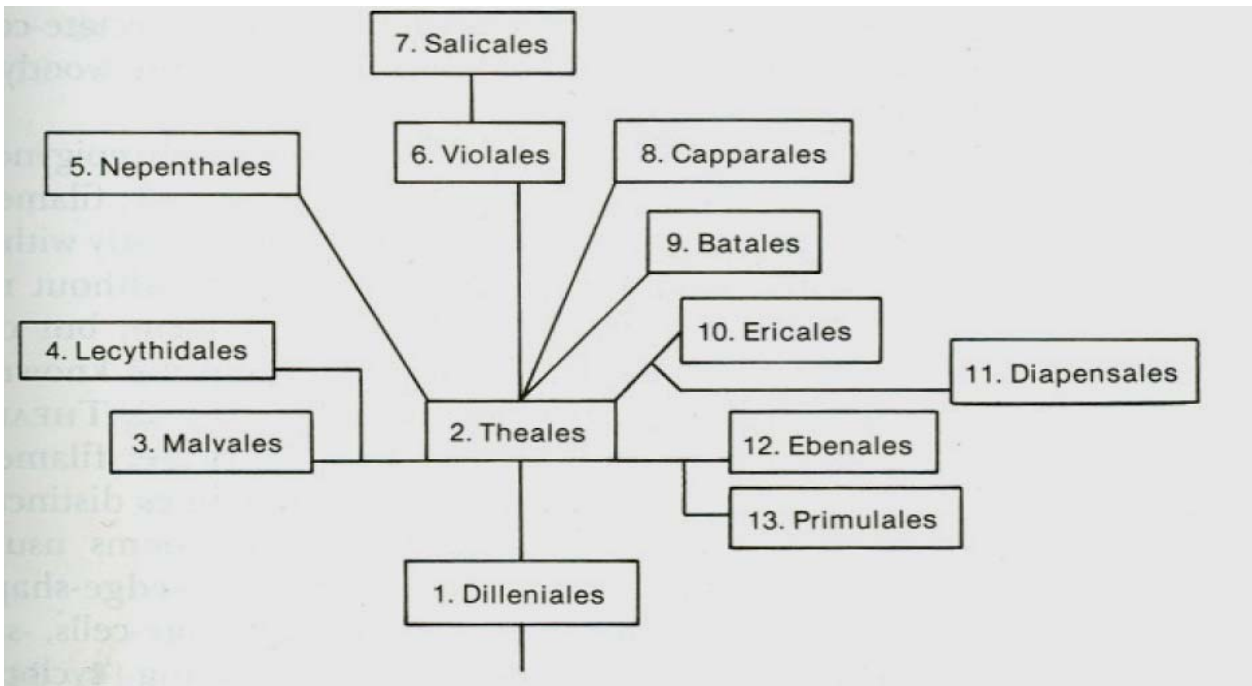 7. Salicales
5. Nepenthales
6. Violales
8. Capparales
9. Batales
10. Ericales
4. Lecythidales
11. Diapensales
3. Malvales
2. Theales
12. Ebenales
13. Primulales
1. Dilleniales